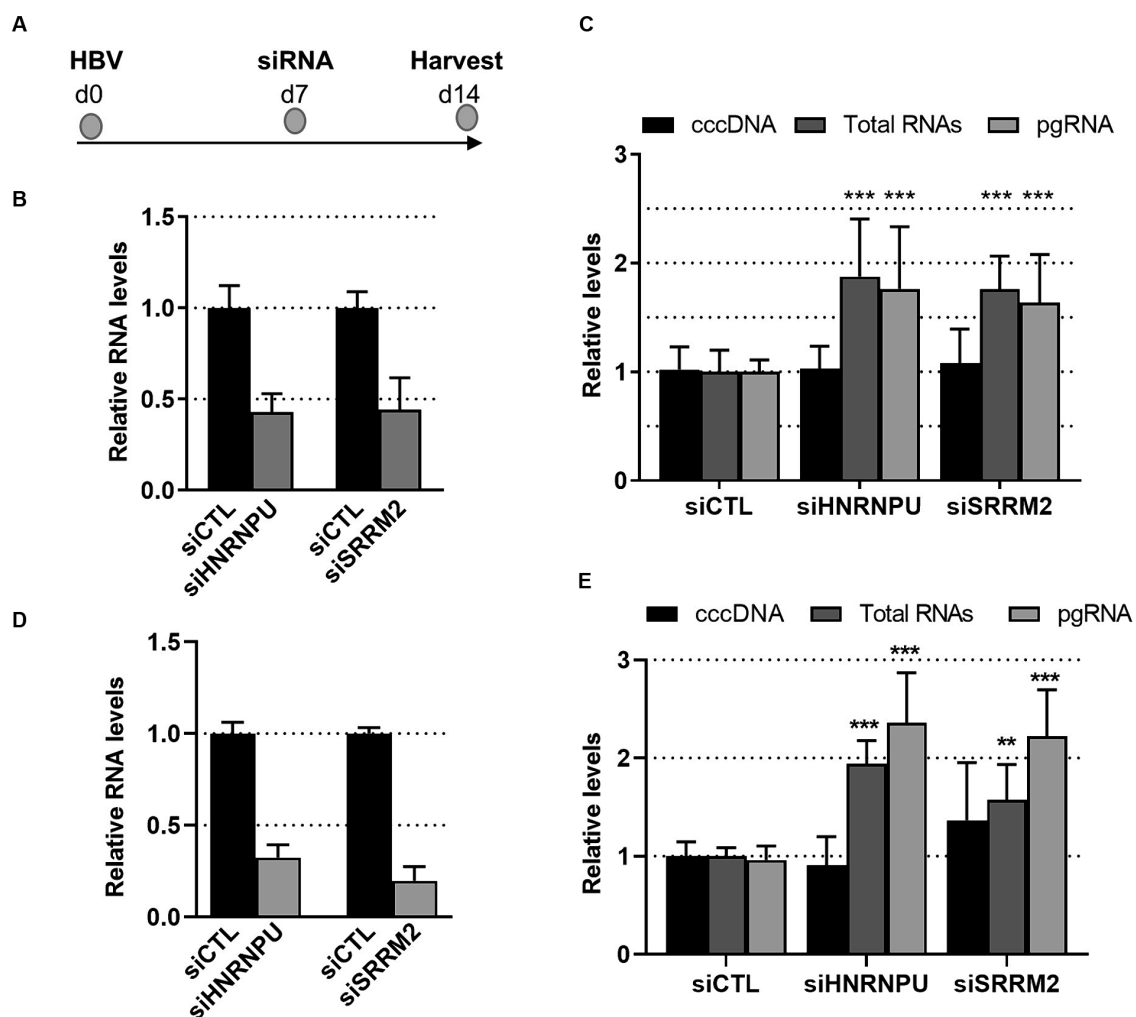 A
HBV siRNA Harvest
d0 d7 d14
B
Relative RNA levels
1.5
1.0
0.5
0.0
siCTL
siHNRNPU
siCTL
siSRRM2
C
cccDNA Total RNAs pgRNA
Relative levels
3
2
1
0
*** *** *** ***
siCTL siHNRNPU siSRRM2
D
Relative RNA levels
1.5
1.0
0.5
0.0
siCTL
siHNRNPU
siCTL
siSRRM2
E
cccDNA Total RNAs pgRNA
Relative levels
3
2
1
0
*** *** ** ***
siCTL siHNRNPU siSRRM2